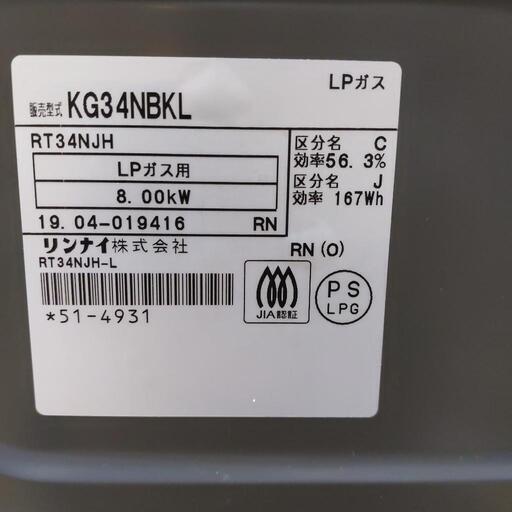 LPガス
販売型式 KG34NBKL
RT34NJH
LPガス用
8.00kW
19.04-019416 RN
区分名 C
効率56.3%
区分名 J
効率 167Wh
リンナイ株式会社
RN(O)
RT34NJH-L
*51-4931
JIA認証
PS
LPG